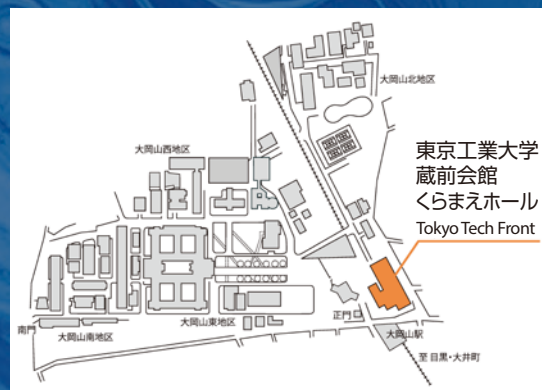 大岡山北地区
大岡山西地区
東京工業大学
蔵前会館
くらまえホール
Tokyo Tech Front
南門
大岡山南地区
大岡山東地区
正門
大岡山駅
至 目黒・大井町